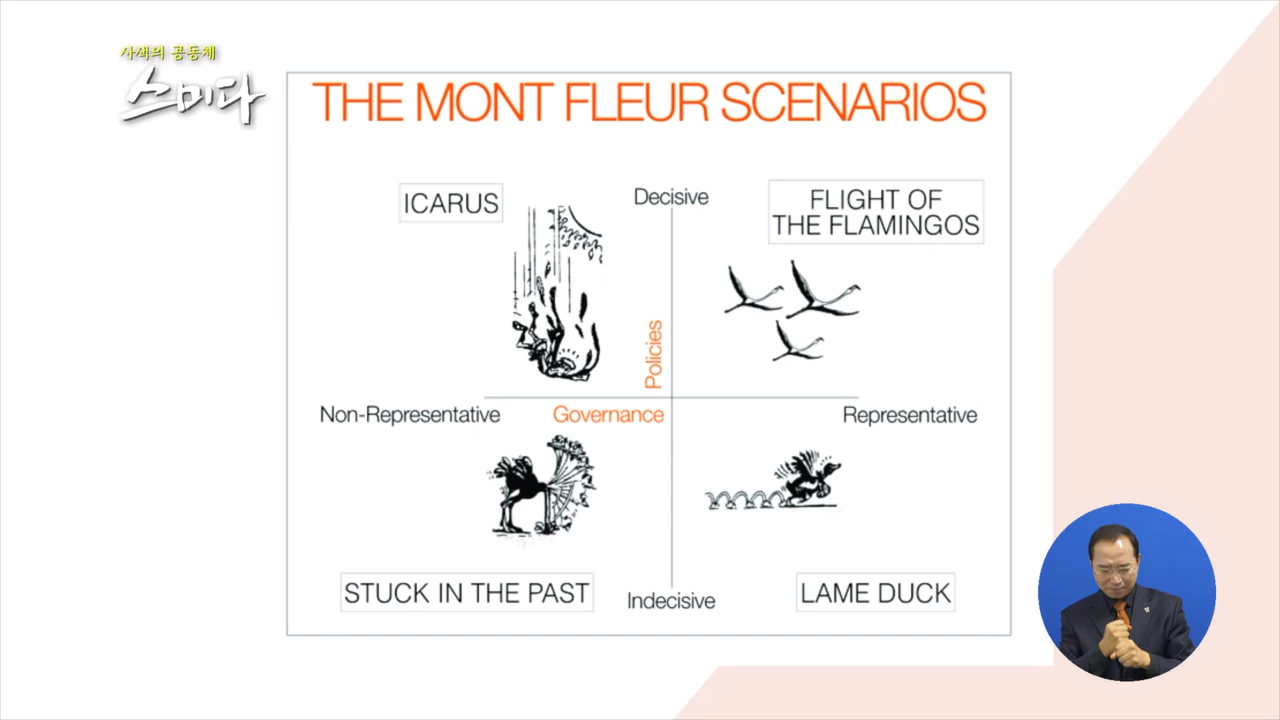 사색의 공동체
스미다
THE MONT FLEUR SCENARIOS
ICARUS
Decisive
FLIGHT OF
THE FLAMINGOS
Policies
Non-Representative
Governance
Representative
STUCK IN THE PAST
Indecisive
LAME DUCK